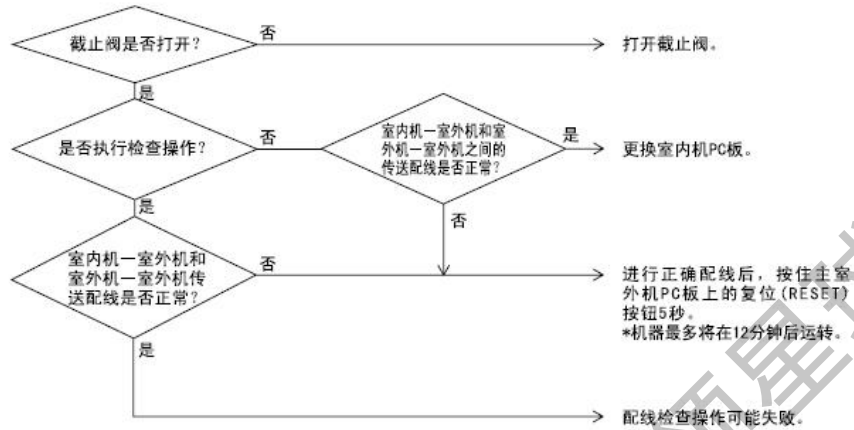 截止阀是否打开?
否
打开截止阀。
是
是否执行检查操作?
否
室内机一室外机和室
外机一室外机之间的
传送配线是否正常?
是
更换室内机PC板。
是
否
室内机一室外机和
室外机一室外机传
送配线是否正常?
否
进行正确配线后，按住主室
外机PC板上的复位(RESET)
按钮5秒。
*机器最多将在12分钟后运转。
是
配线检查操作可能失败。